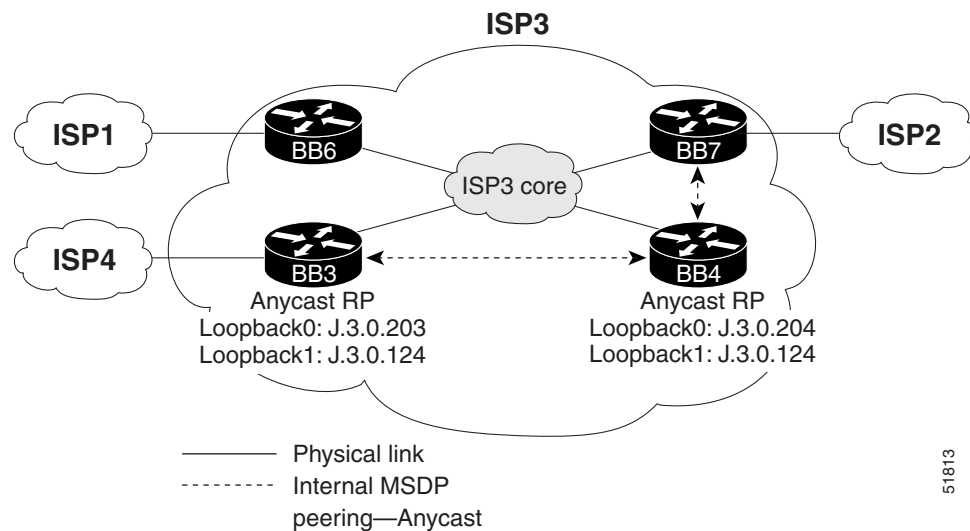 ISP3
ISP1
BB6
BB7
ISP2
ISP3 core
ISP4
BB3
BB4
Anycast RP
Loopback0: J.3.0.203
Loopback1: J.3.0.124
Anycast RP
Loopback0: J.3.0.204
Loopback1: J.3.0.124
Physical link
Internal MSDP
peering—Anycast
51813